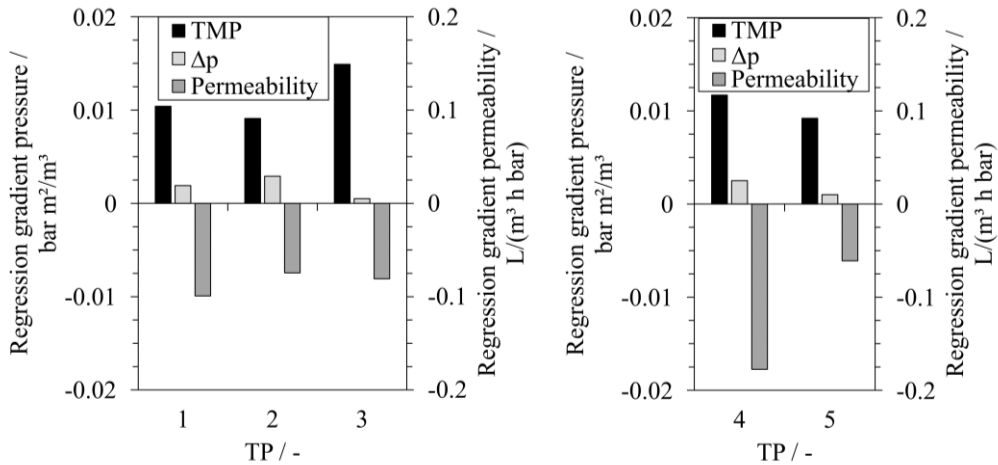 Regression gradient pressure /
bar m²/m³
0.02
0.01
0
-0.01
-0.02
TMP
Δp
Permeability
0.2
0.1
0
-0.1
-0.2
Regression gradient permeability /
L/(m³ h bar)
1 2 3
TP / -
Regression gradient pressure /
bar m²/m³
0.02
0.01
0
-0.01
-0.02
TMP
Δp
Permeability
0.2
0.1
0
-0.1
-0.2
Regression gradient permeability /
L/(m³ h bar)
4 5
TP / -